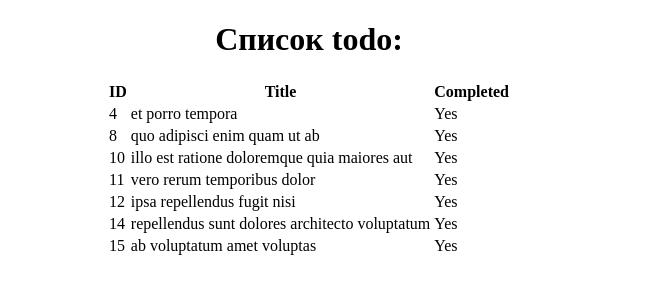 Список todo:
ID Title Completed
4 et porro tempora Yes
8 quo adipisci enim quam ut ab Yes
10 illo est ratione doloremque quia maiores aut Yes
11 vero rerum temporibus dolor Yes
12 ipsa repellendus fugit nisi Yes
14 repellendus sunt dolores architecto voluptatum Yes
15 ab voluptatum amet voluptas Yes